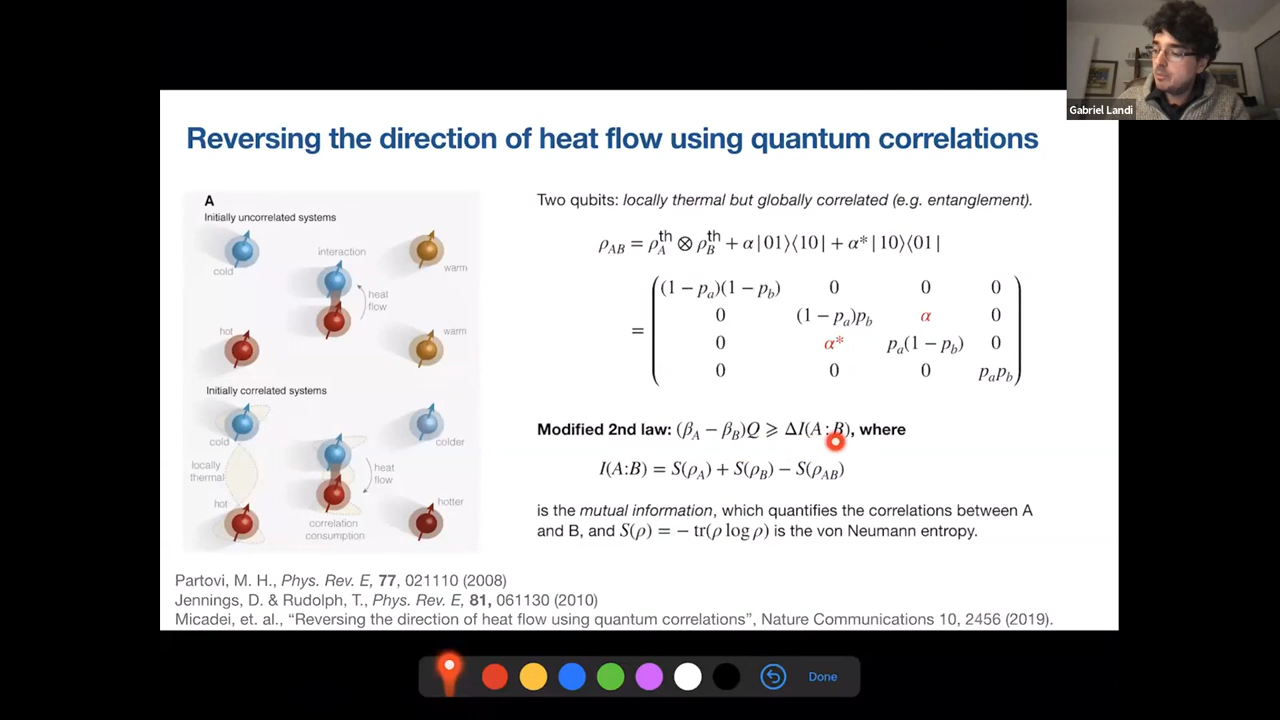 Gabriel Landi
Reversing the direction of heat flow using quantum correlations
A
Initially uncorrelated systems
cold
interaction
heat
flow
warm
hot
warm
Initially correlated systems
cold
locally
thermal
heat
flow
colder
hot
correlation
consumption
hotter
Two qubits: locally thermal but globally correlated (e.g. entanglement).
ρ_AB = ρ_A^th ⊗ ρ_B^th + α|01⟩⟨10| + α*|10⟩⟨01|
= ( (1 − p_a)(1 − p_b) 0 0 0
0 (1 − p_a)p_b α 0
0 α* p_a(1 − p_b) 0
0 0 0 p_a p_b )
Modified 2nd law: (β_A − β_B)Q ⩾ ΔI(A:B), where
I(A:B) = S(ρ_A) + S(ρ_B) − S(ρ_AB)
is the mutual information, which quantifies the correlations between A
and B, and S(ρ) = − tr(ρ log ρ) is the von Neumann entropy.
Partovi, M. H., Phys. Rev. E, 77, 021110 (2008)
Jennings, D. & Rudolph, T., Phys. Rev. E, 81, 061130 (2010)
Micadei, et. al., “Reversing the direction of heat flow using quantum correlations”, Nature Communications 10, 2456 (2019).
Done